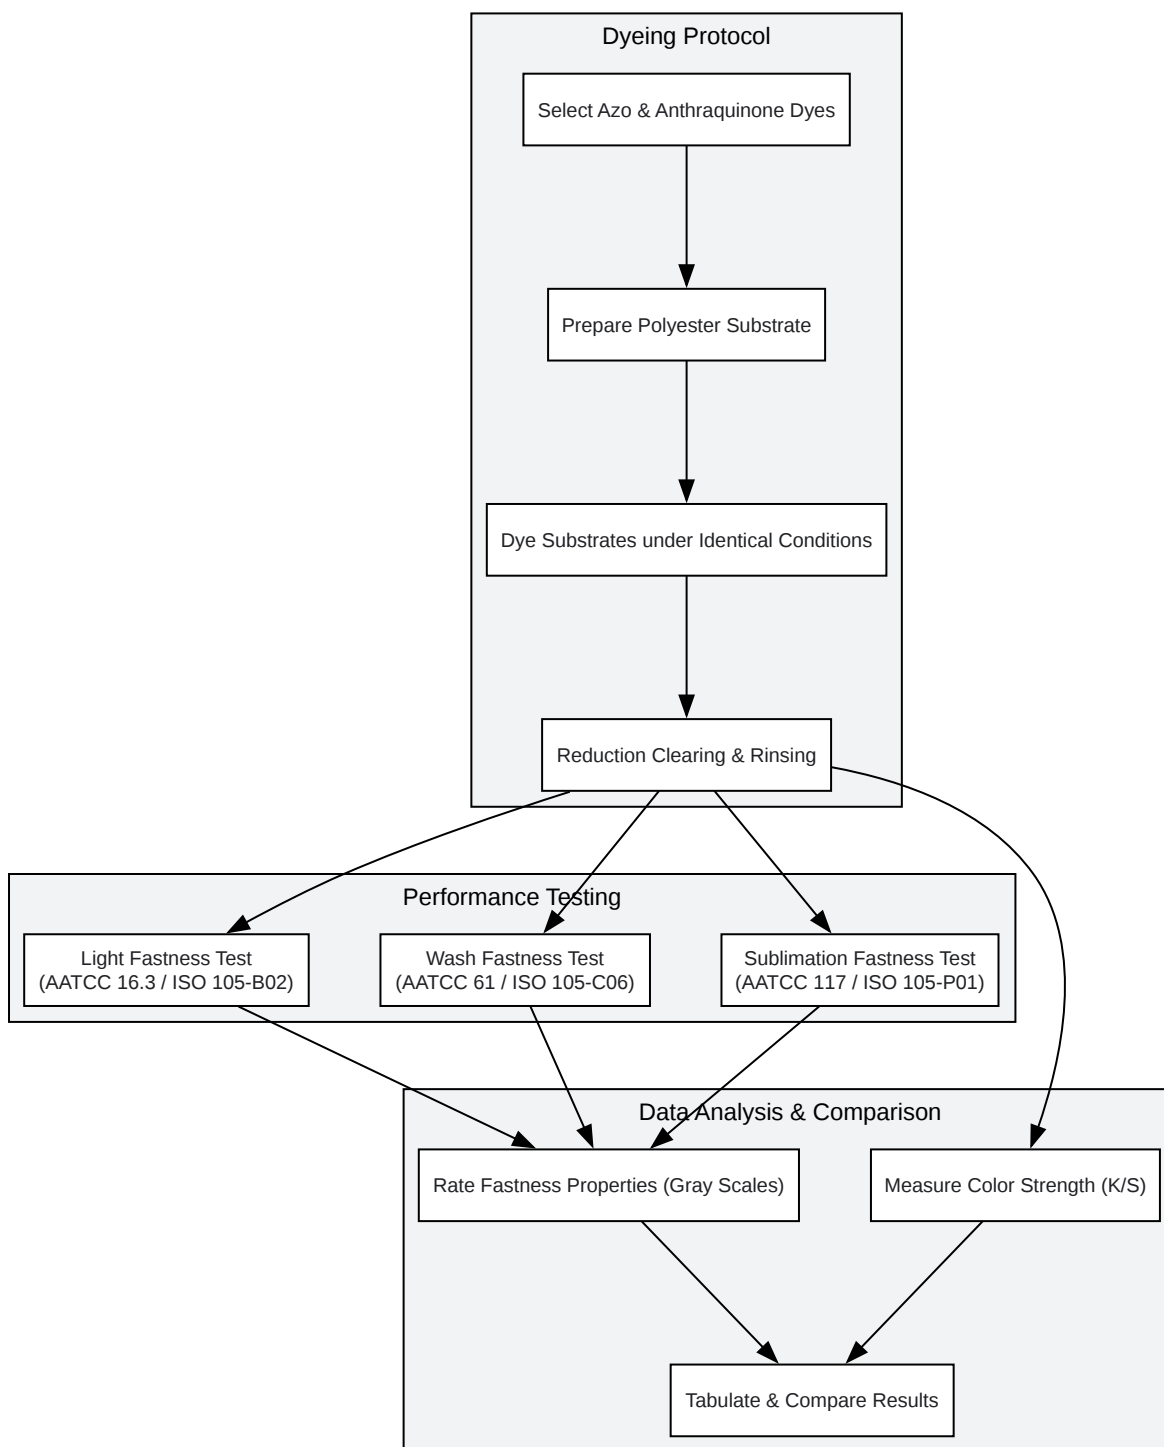 Dyeing Protocol
Select Azo & Anthraquinone Dyes
Prepare Polyester Substrate
Dye Substrates under Identical Conditions
Reduction Clearing & Rinsing
Performance Testing
Light Fastness Test
(AATCC 16.3 / ISO 105-B02)
Wash Fastness Test
(AATCC 61 / ISO 105-C06)
Sublimation Fastness Test
(AATCC 117 / ISO 105-P01)
Data Analysis & Comparison
Rate Fastness Properties (Gray Scales)
Measure Color Strength (K/S)
Tabulate & Compare Results